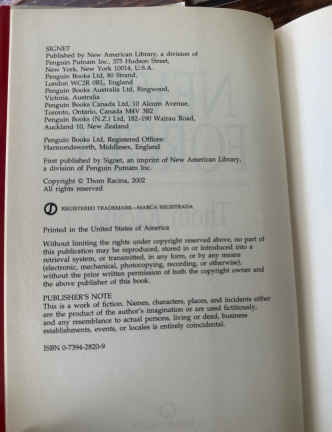 SIGNET
Published by New American Library, a division of
Penguin Putnam Inc., 375 Hudson Street,
New York, New York 10014, U.S.A.
Penguin Books Ltd, 80 Strand,
London WC2R 0RL, England
Penguin Books Australia Ltd, Ringwood,
Victoria, Australia
Penguin Books Canada Ltd, 10 Alcorn Avenue,
Toronto, Ontario, Canada M4V 3B2
Penguin Books (N.Z.) Ltd, 182-190 Wairau Road,
Auckland 10, New Zealand
Penguin Books Ltd, Registered Offices:
Harmondsworth, Middlesex, England
First published by Signet, an imprint of New American Library,
a division of Penguin Putnam Inc.
Copyright © Thom Racina, 2002
All rights reserved
REGISTERED TRADEMARK—MARCA REGISTRADA
Printed in the United States of America
Without limiting the rights under copyright reserved above, no part of
this publication may be reproduced, stored in or introduced into a
retrieval system, or transmitted, in any form, or by any means
(electronic, mechanical, photocopying, recording, or otherwise),
without the prior written permission of both the copyright owner and
the above publisher of this book.
PUBLISHER'S NOTE
This is a work of fiction. Names, characters, places, and incidents either
are the product of the author's imagination or are used fictitiously,
and any resemblance to actual persons, living or dead, business
establishments, events, or locales is entirely coincidental.
ISBN 0-7394-2820-9